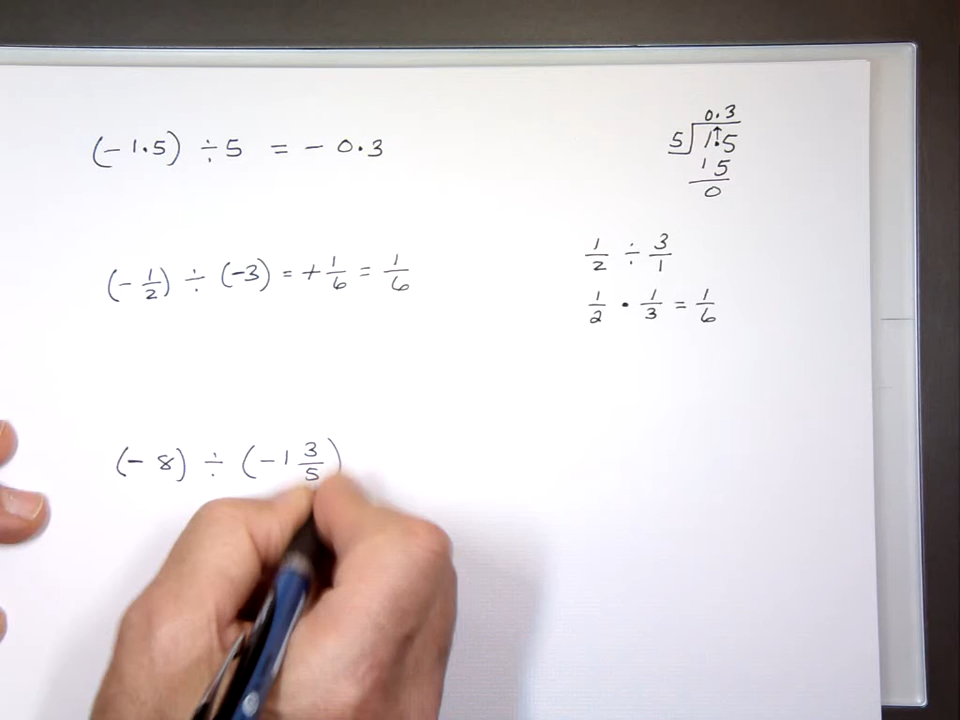 (-1.5) ÷ 5 = - 0.3
(-1/2) ÷ (-3) = + 1/6 = 1/6
(- 8) ÷ (-1 3/5)
0.3
5 1.5
15
0
1/2 ÷ 3/1
1/2 • 1/3 = 1/6